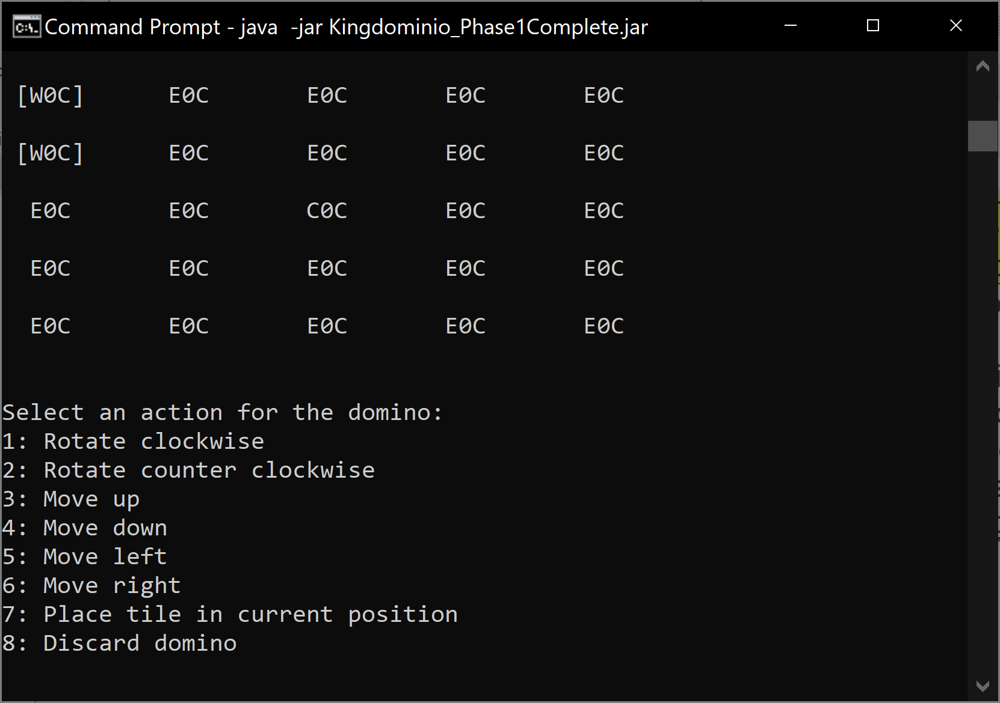 Command Prompt - java  -jar Kingdominio_Phase1Complete.jar
[W0C] E0C E0C E0C E0C
[W0C] E0C E0C E0C E0C
E0C E0C C0C E0C E0C
E0C E0C E0C E0C E0C
E0C E0C E0C E0C E0C
Select an action for the domino:
1: Rotate clockwise
2: Rotate counter clockwise
3: Move up
4: Move down
5: Move left
6: Move right
7: Place tile in current position
8: Discard domino